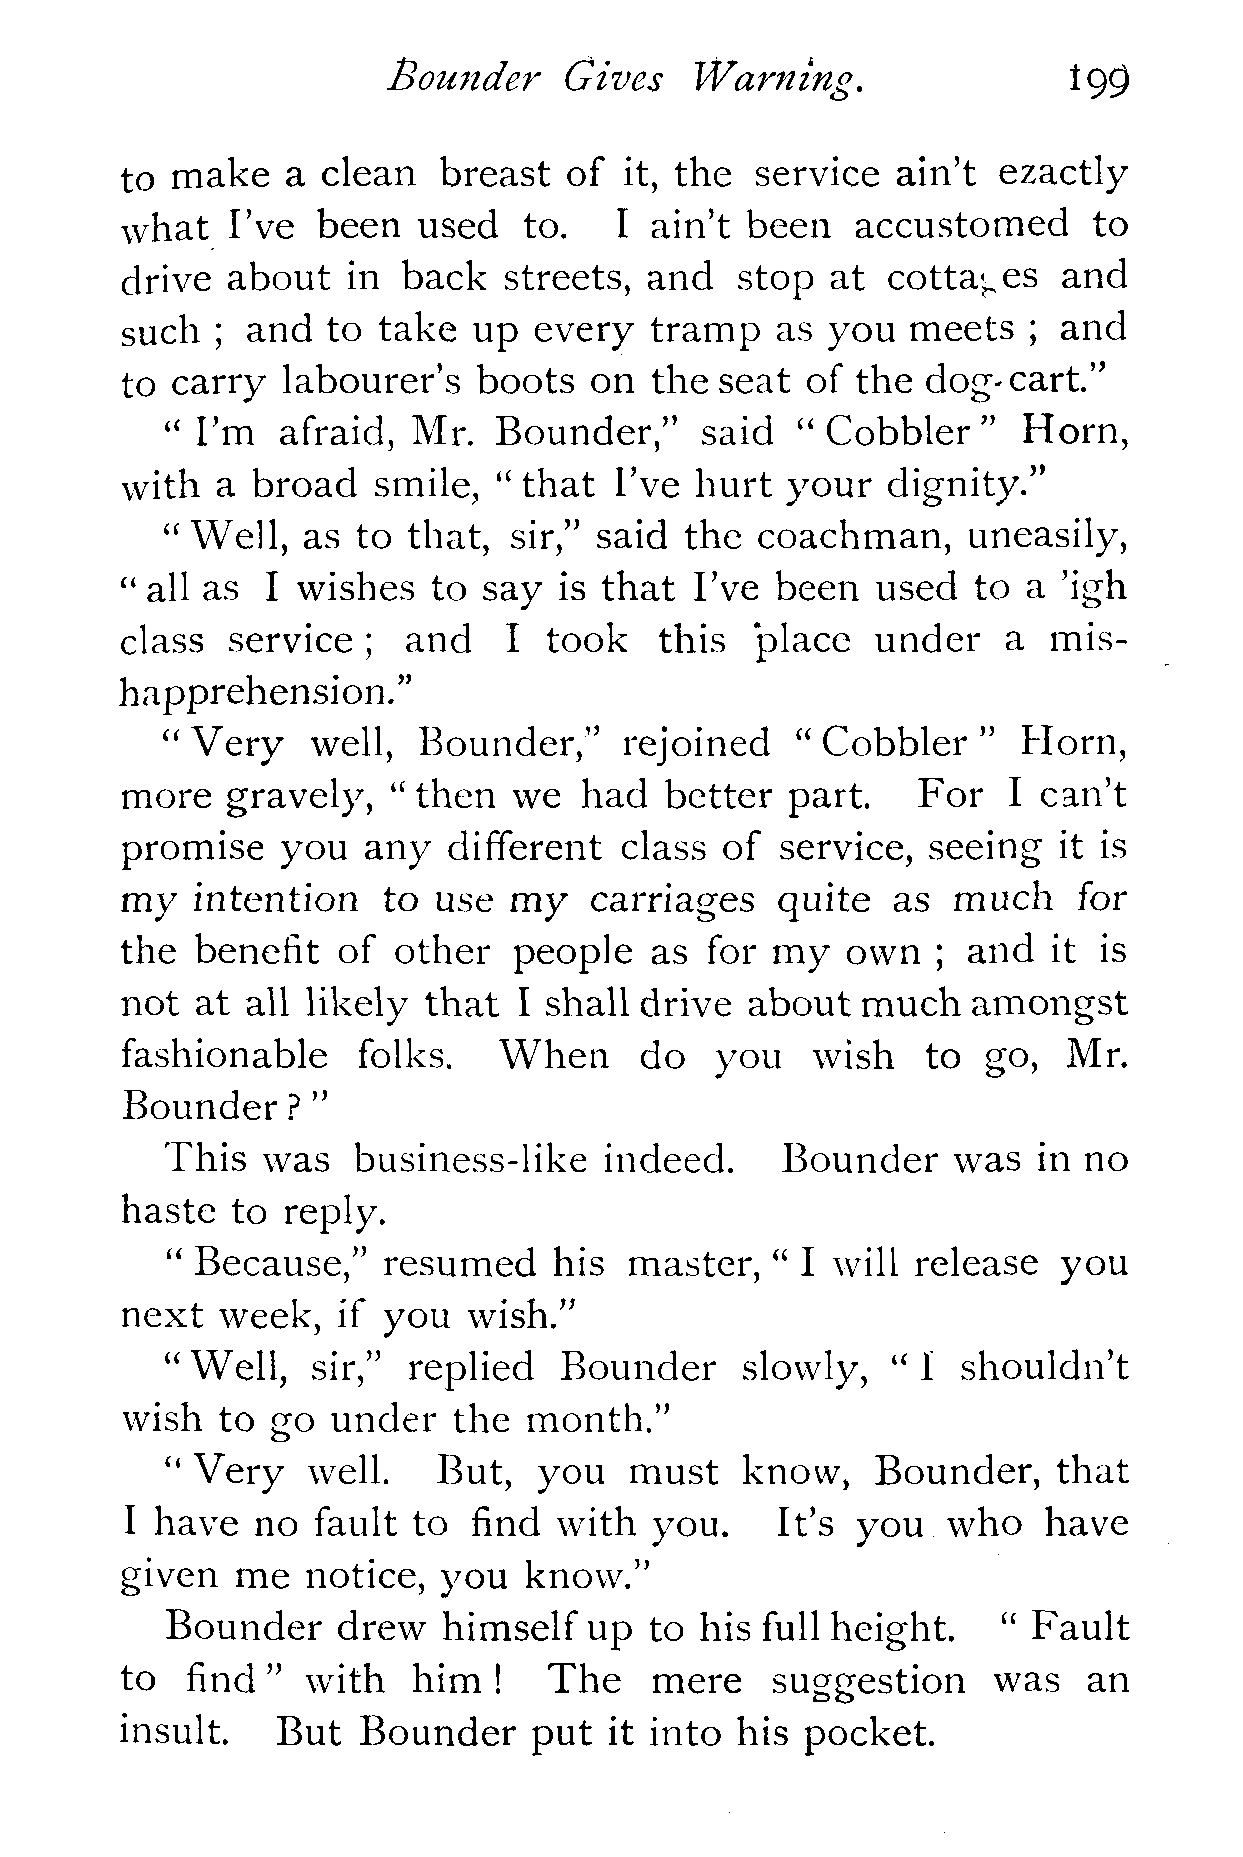 Bounder Gives Warning. 199
to make a clean breast of it, the service ain't ezactly
what I've been used to. I ain't been accustomed to
drive about in back streets, and stop at cottages and
such ; and to take up every tramp as you meets ; and
to carry labourer's boots on the seat of the dog-cart."
" I'm afraid, Mr. Bounder," said " Cobbler " Horn,
with a broad smile, " that I've hurt your dignity."
" Well, as to that, sir," said the coachman, uneasily,
" all as I wishes to say is that I've been used to a 'igh
class service ; and I took this place under a mis-
happrehension."
" Very well, Bounder," rejoined " Cobbler " Horn,
more gravely, " then we had better part. For I can't
promise you any different class of service, seeing it is
my intention to use my carriages quite as much for
the benefit of other people as for my own ; and it is
not at all likely that I shall drive about much amongst
fashionable folks. When do you wish to go, Mr.
Bounder ? "
This was business-like indeed. Bounder was in no
haste to reply.
" Because," resumed his master, " I will release you
next week, if you wish."
" Well, sir," replied Bounder slowly, " I shouldn't
wish to go under the month."
" Very well. But, you must know, Bounder, that
I have no fault to find with you. It's you who have
given me notice, you know."
Bounder drew himself up to his full height. " Fault
to find " with him ! The mere suggestion was an
insult. But Bounder put it into his pocket.